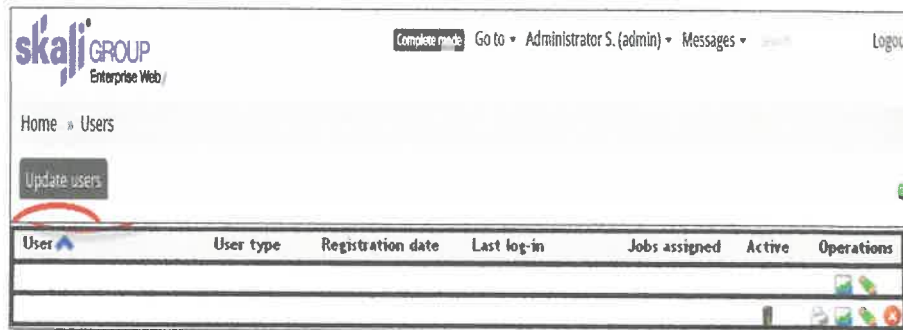 skali GROUP
Enterprise Web
Complete mode Go to Administrator S. (admin) Messages Logou
Home » Users
Update users
User User type Registration date Last log-in Jobs assigned Active Operations